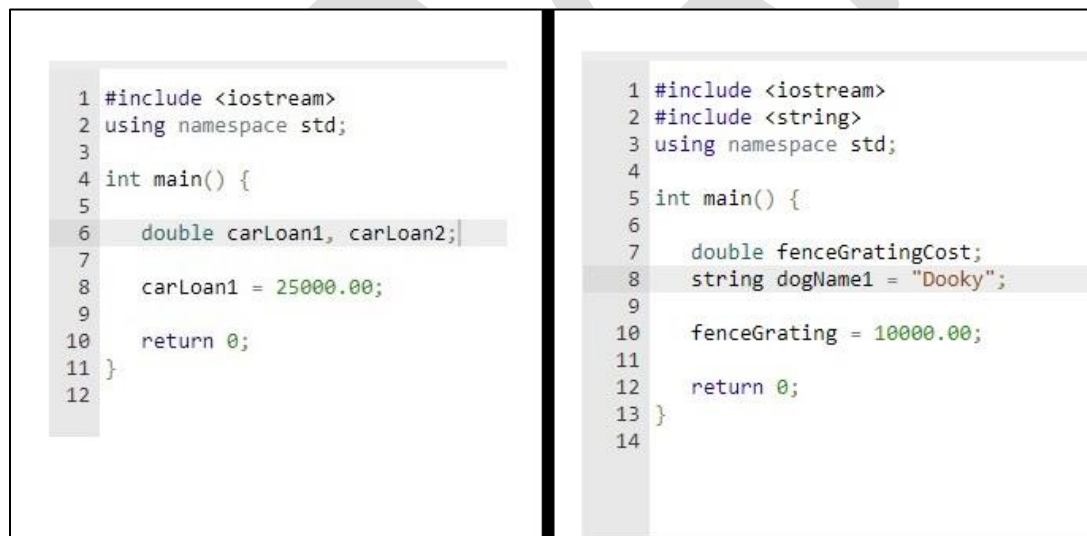 1 #include <iostream>
2 using namespace std;
3
4 int main() {
5
6 double carLoan1, carLoan2;
7
8 carLoan1 = 25000.00;
9
10 return 0;
11 }
12
1 #include <iostream>
2 #include <string>
3 using namespace std;
4
5 int main() {
6
7 double fenceGratingCost;
8 string dogName1 = "Dooky";
9
10 fenceGrating = 10000.00;
11
12 return 0;
13 }
14